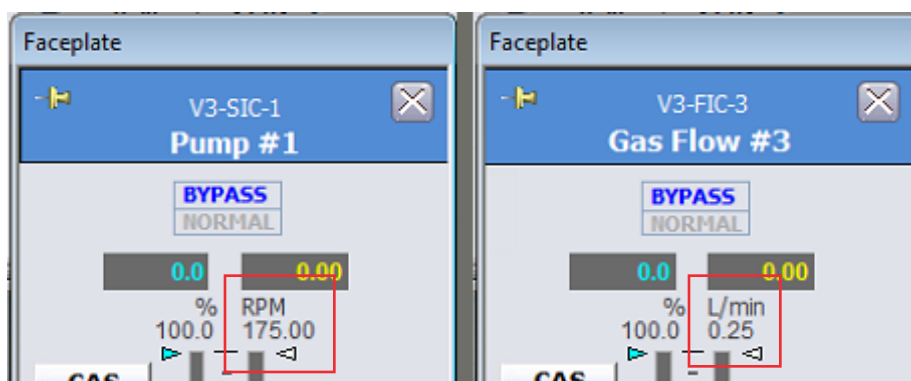 Faceplate
V3-SIC-1
Pump #1
BYPASS
NORMAL
0.0 0.00
% RPM
100.0 175.00
CAS
Faceplate
V3-FIC-3
Gas Flow #3
BYPASS
NORMAL
0.0 0.00
% L/min
100.0 0.25
CAS